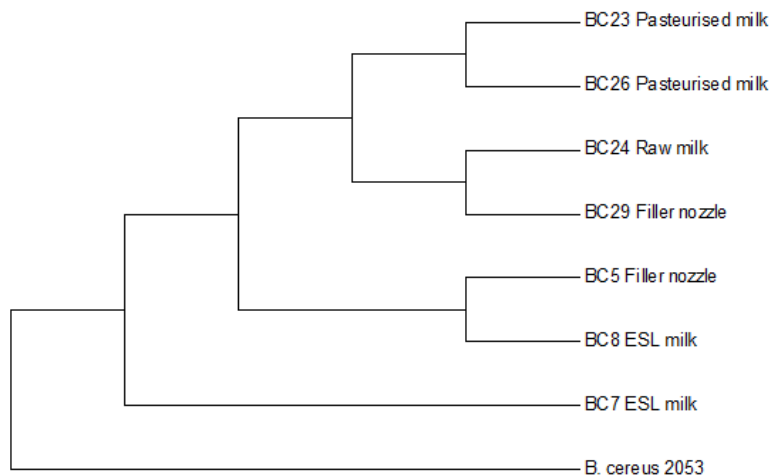 BC23 Pasteurised milk
BC26 Pasteurised milk
BC24 Raw milk
BC29 Filler nozzle
BC5 Filler nozzle
BC8 ESL milk
BC7 ESL milk
B. cereus 2053